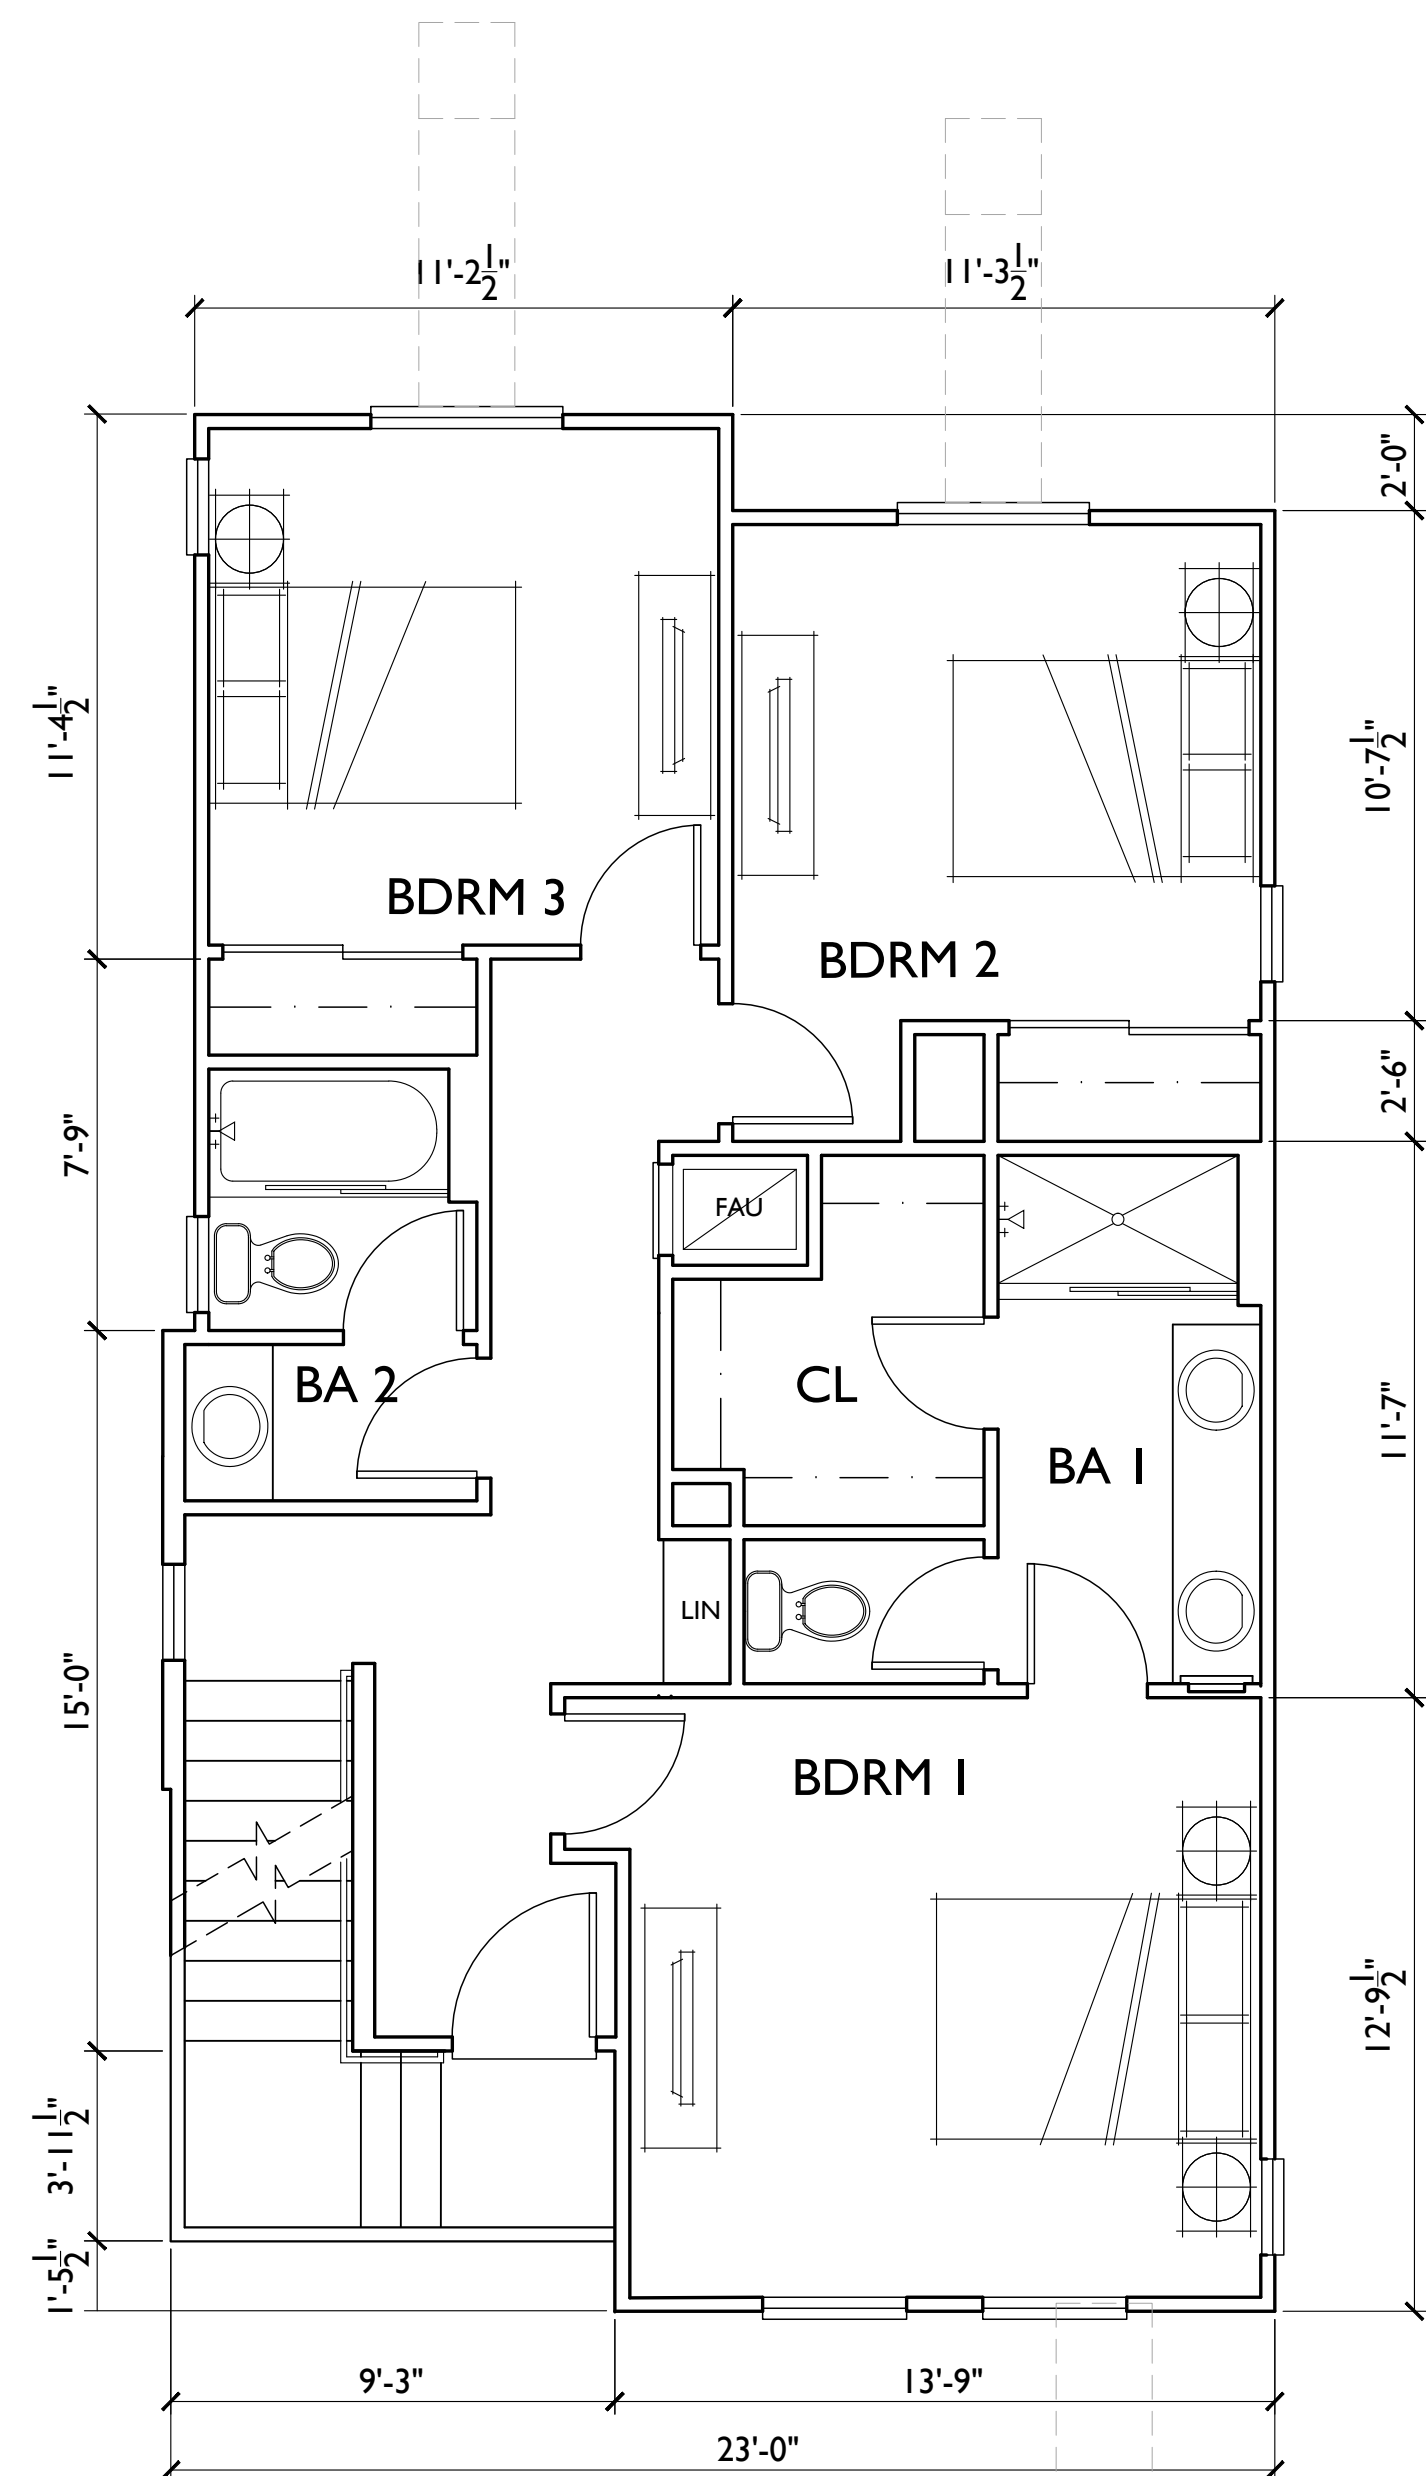 11'-2 1/2"
11'-3 1/2"
2'-0"
11'-4 1/2"
10'-7 1/2"
BDRM 3
BDRM 2
2'-6"
7'-9"
FAU
BA 2
CL
11'-7"
BA 1
LIN
15'-0"
BDRM 1
12'-9 1/2"
3'-11 1/2"
1'-5 1/2"
9'-3"
13'-9"
23'-0"